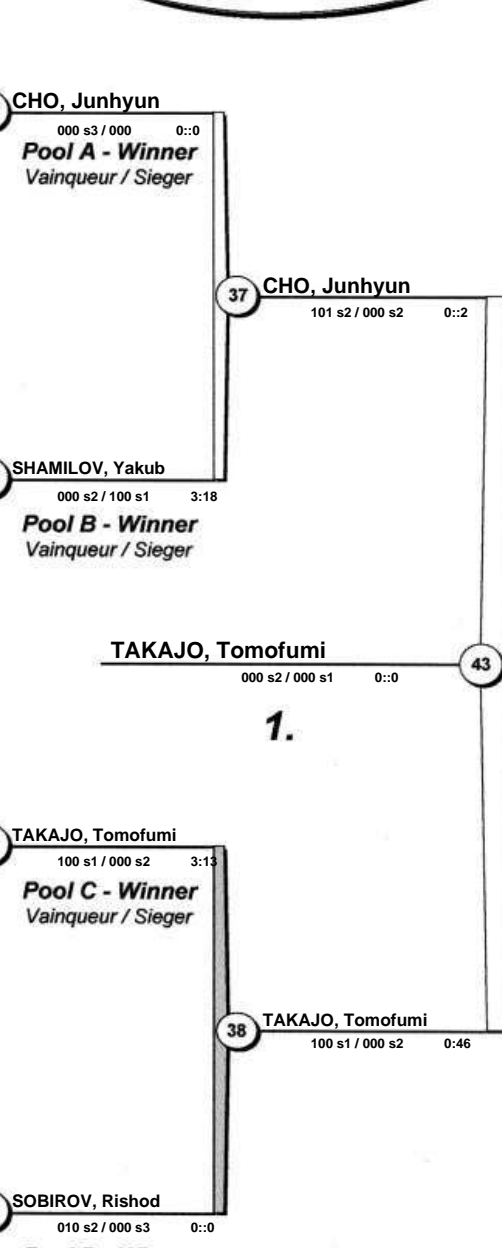 CHO, Junhyun
000 s3 / 000 0::0
Pool A - Winner
Vainqueur / Sieger
37
CHO, Junhyun
101 s2 / 000 s2 0::2
SHAMILOV, Yakub
000 s2 / 100 s1 3:18
Pool B - Winner
Vainqueur / Sieger
TAKAJO, Tomofumi
43
000 s2 / 000 s1 0::0
1.
TAKAJO, Tomofumi
100 s1 / 000 s2 3:13
Pool C - Winner
Vainqueur / Sieger
38
TAKAJO, Tomofumi
100 s1 / 000 s2 0:46
SOBIROV, Rishod
010 s2 / 000 s3 0::0